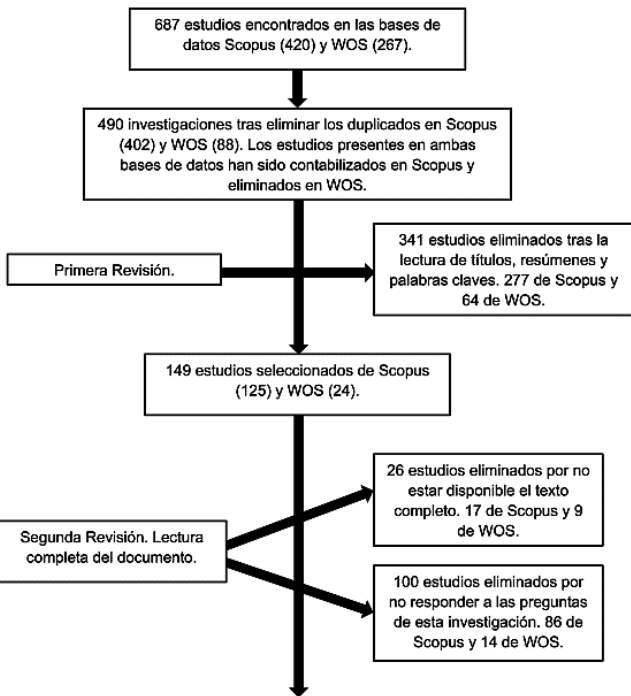 687 estudios encontrados en las bases de
datos Scopus (420) y WOS (267).
490 investigaciones tras eliminar los duplicados en Scopus
(402) y WOS (88). Los estudios presentes en ambas
bases de datos han sido contabilizados en Scopus y
eliminados en WOS.
Primera Revisión.
341 estudios eliminados tras la
lectura de títulos, resúmenes y
palabras claves. 277 de Scopus y
64 de WOS.
149 estudios seleccionados de Scopus
(125) y WOS (24).
Segunda Revisión. Lectura
completa del documento.
26 estudios eliminados por no
estar disponible el texto
completo. 17 de Scopus y 9
de WOS.
100 estudios eliminados por
no responder a las preguntas
de esta investigación. 86 de
Scopus y 14 de WOS.